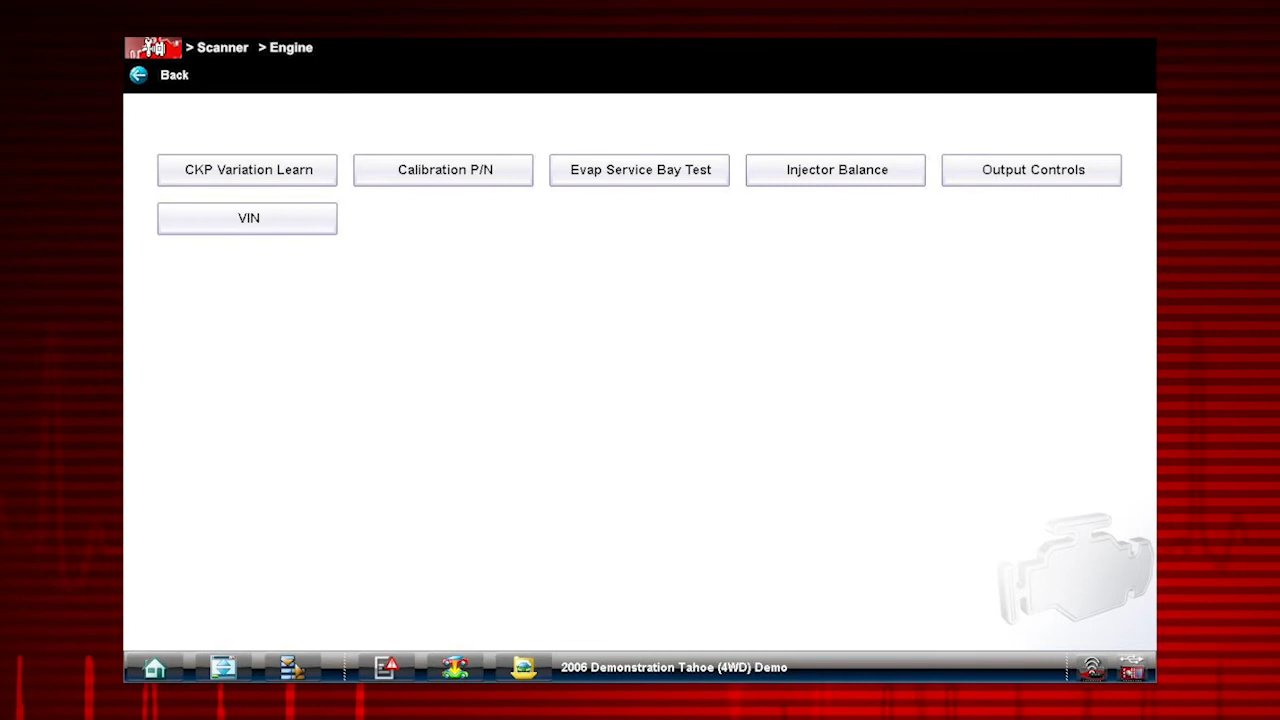 > Scanner > Engine
Back
CKP Variation Learn Calibration P/N Evap Service Bay Test Injector Balance Output Controls
VIN
2006 Demonstration Tahoe (4WD) Demo